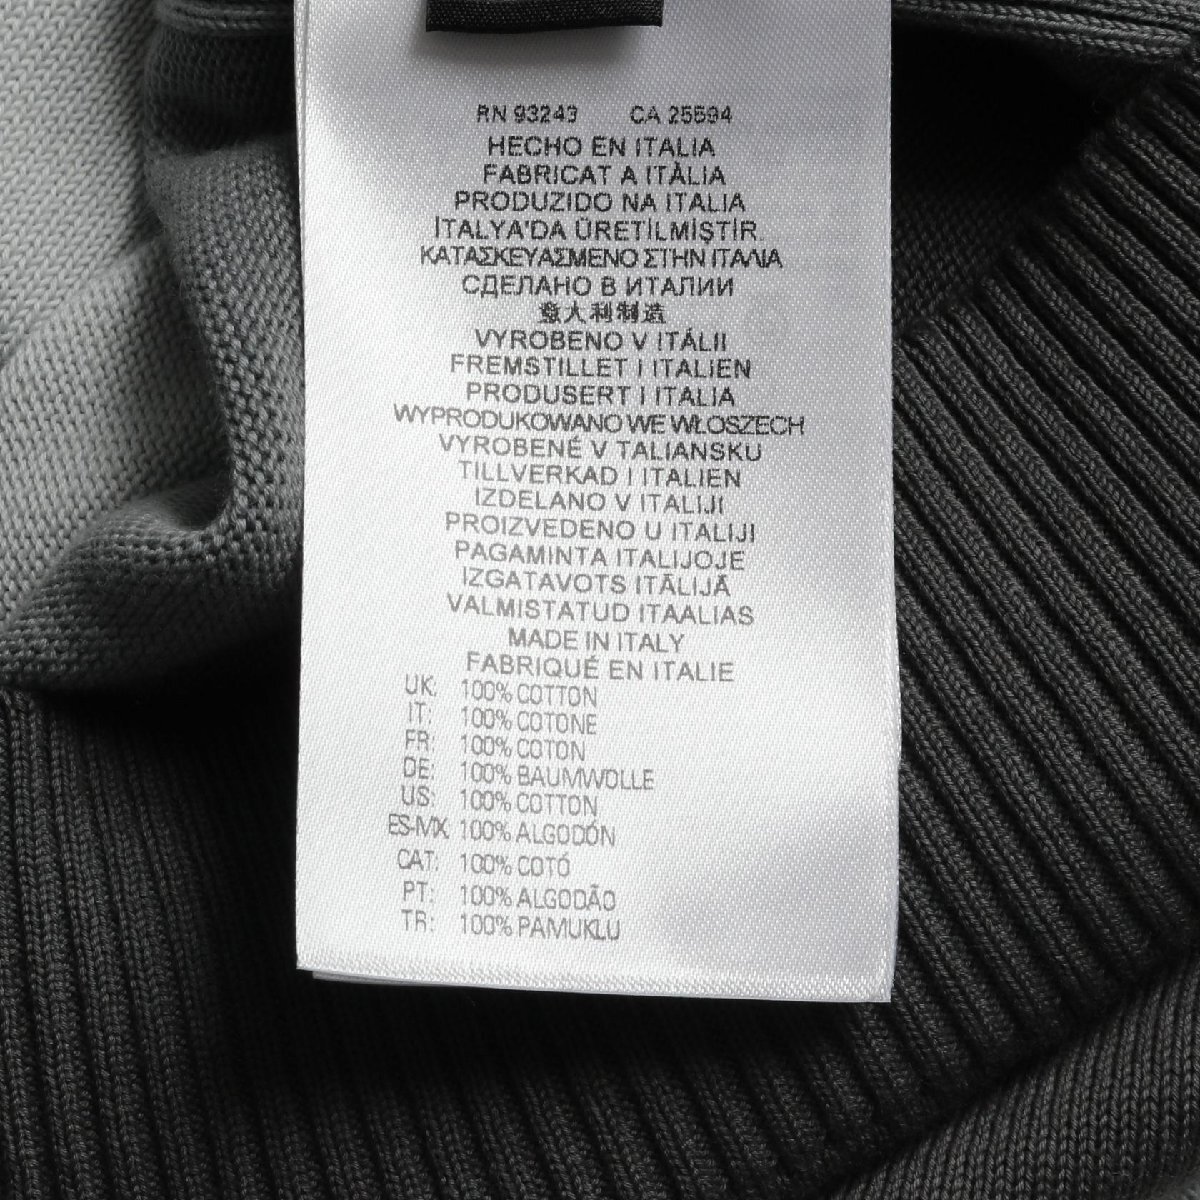 RN 93243 CA 25594
HECHO EN ITALIA
FABRICAT A ITÀLIA
PRODUZIDO NA ITALIA
İTALYA'DA ÜRETİLMİŞTİR.
ΚΑΤΑΣΚΕΥΑΣΜΕΝΟ ΣΤΗΝ ΙΤΑΛΙΑ
СДЕЛАНО В ИТАЛИИ
意大利制造
VYROBENO V ITÁLII
FREMSTILLET I ITALIEN
PRODUSERT I ITALIA
WYPRODUKOWANO WE WŁOSZECH
VYROBENÉ V TALIANSKU
TILLVERKAD I ITALIEN
IZDELANO V ITALIJI
PROIZVEDENO U ITALIJI
PAGAMINTA ITALIJOJE
IZGATAVOTS ITĀLIJĀ
VALMISTATUD ITAALIAS
MADE IN ITALY
FABRIQUÉ EN ITALIE
UK: 100% COTTON
IT: 100% COTONE
FR: 100% COTON
DE: 100% BAUMWOLLE
US: 100% COTTON
ES-MX: 100% ALGODÓN
CAT: 100% COTÓ
PT: 100% ALGODÃO
TR: 100% PAMUKLU